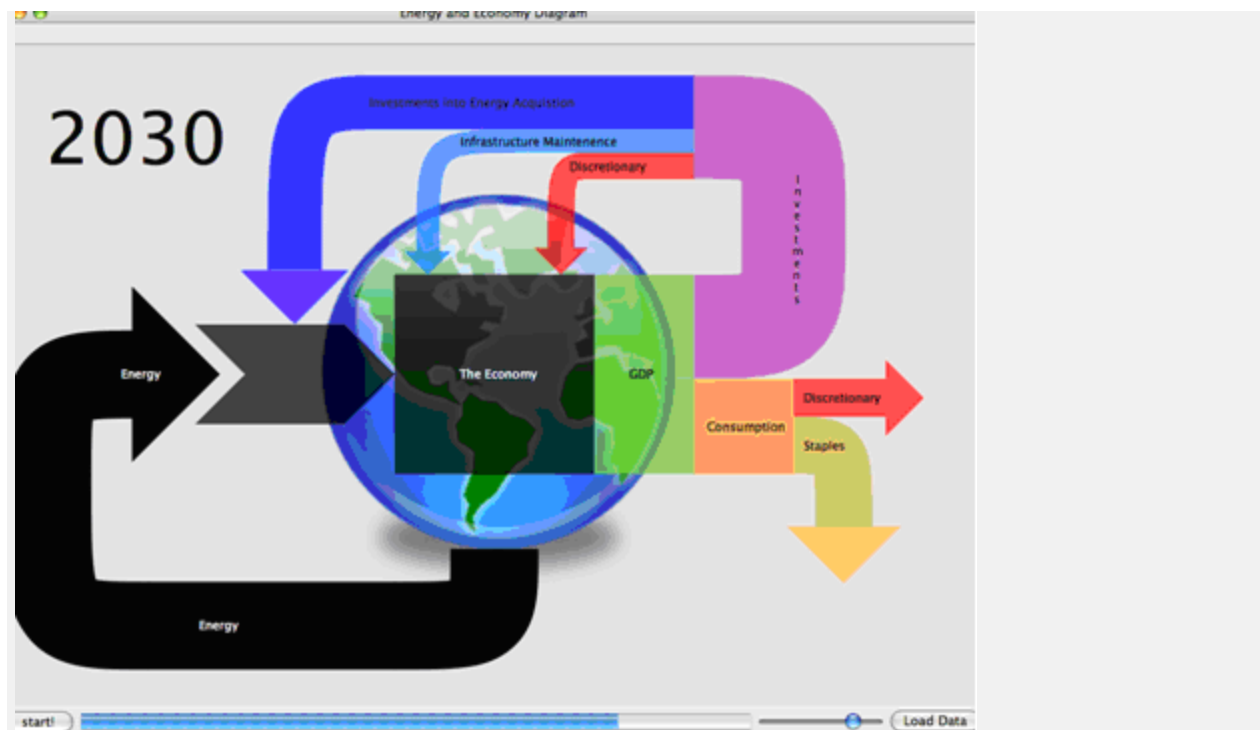 Energy and Economy Diagram
2030
Investments Into Energy Acquistion
Infrastructure Maintenence
Discretionary
Investments
Energy
The Economy
GDP
Discretionary
Consumption
Staples
Energy
start!
Load Data